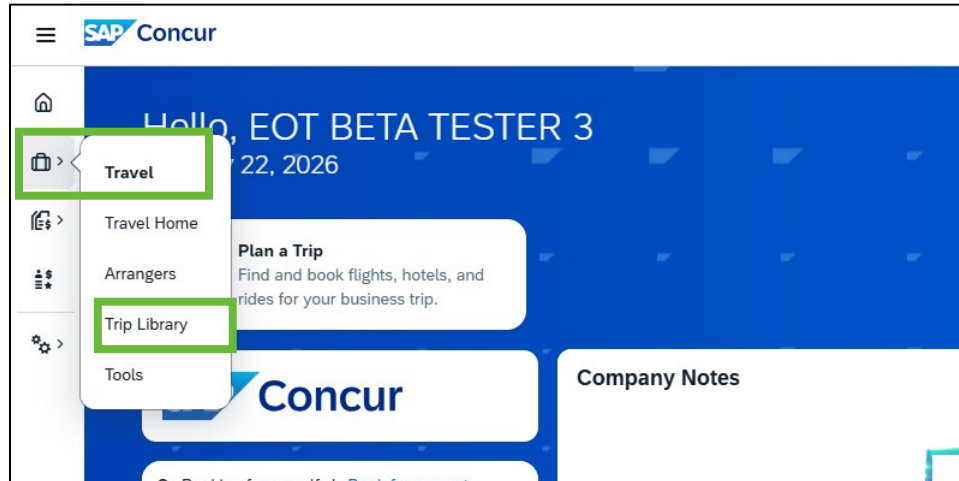 SAP Concur
Hello, EOT BETA TESTER 3
22, 2026
Travel
Travel Home
Arrangers
Trip Library
Tools
Plan a Trip
Find and book flights, hotels, and
rides for your business trip.
Concur
Company Notes